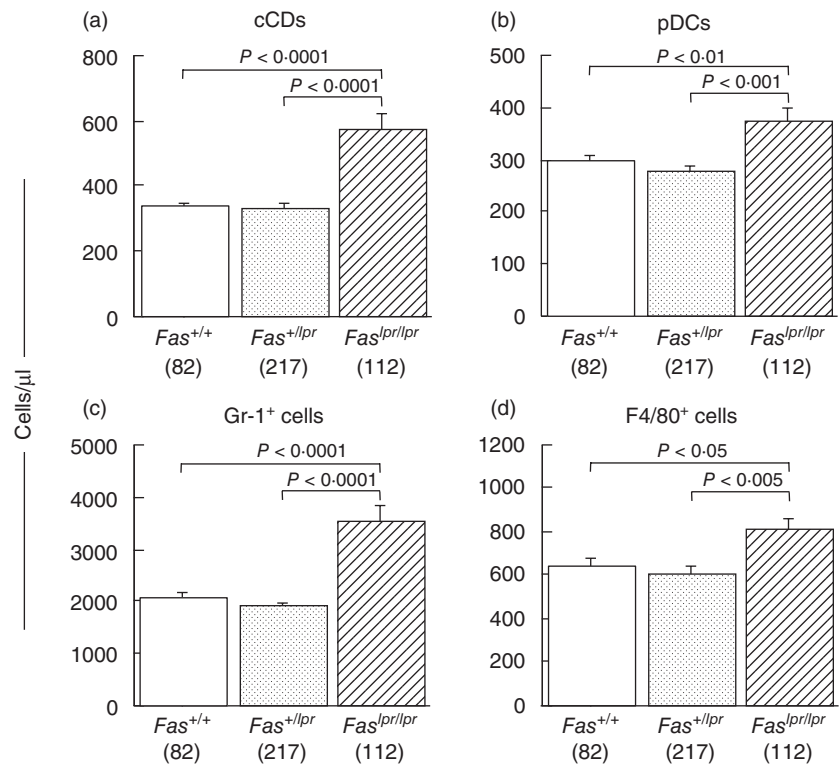 (a) cCDs
800
600
400
200
0
P < 0·0001
P < 0·0001
Fas+/+ Fas+/lpr Faslpr/lpr
(82) (217) (112)
(b) pDCs
500
400
300
200
100
0
P < 0·01
P < 0·001
Fas+/+ Fas+/lpr Faslpr/lpr
(82) (217) (112)
Cells/μl
(c) Gr-1+ cells
5000
4000
3000
2000
1000
0
P < 0·0001
P < 0·0001
Fas+/+ Fas+/lpr Faslpr/lpr
(82) (217) (112)
(d) F4/80+ cells
1200
1000
800
600
400
200
0
P < 0·05
P < 0·005
Fas+/+ Fas+/lpr Faslpr/lpr
(82) (217) (112)